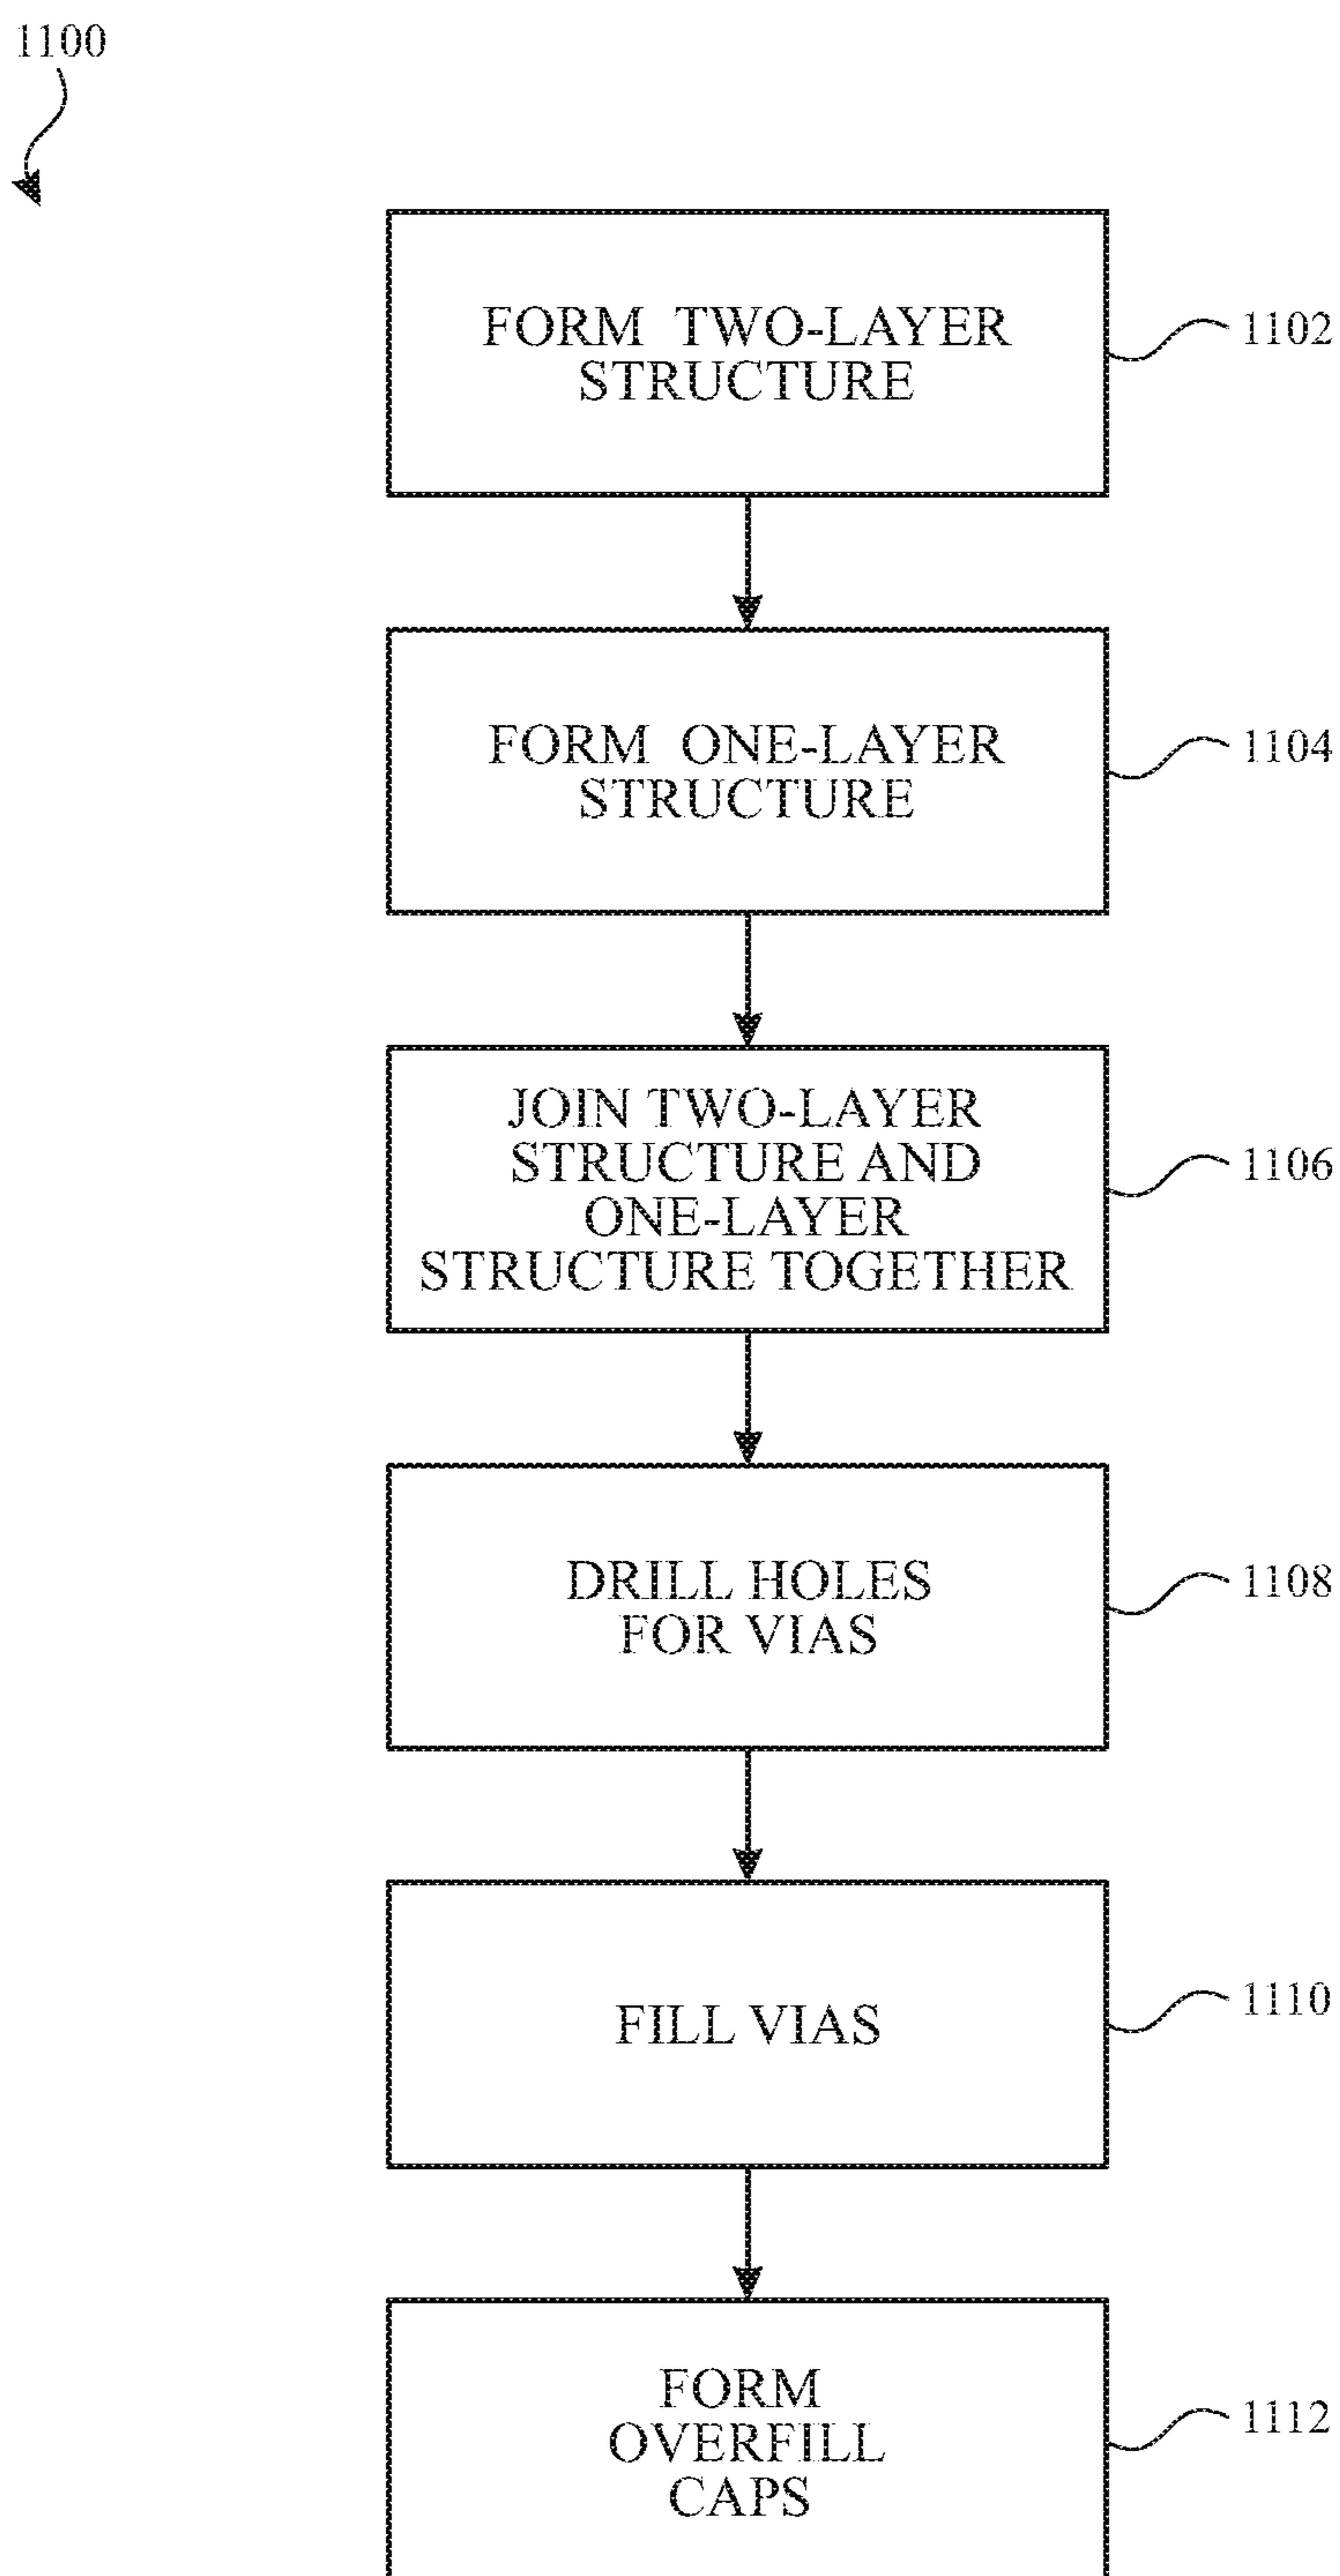 1100
FORM TWO-LAYER
STRUCTURE
1102
FORM ONE-LAYER
STRUCTURE
1104
JOIN TWO-LAYER
STRUCTURE AND
ONE-LAYER
STRUCTURE TOGETHER
1106
DRILL HOLES
FOR VIAS
1108
FILL VIAS
1110
FORM
OVERFILL
CAPS
1112